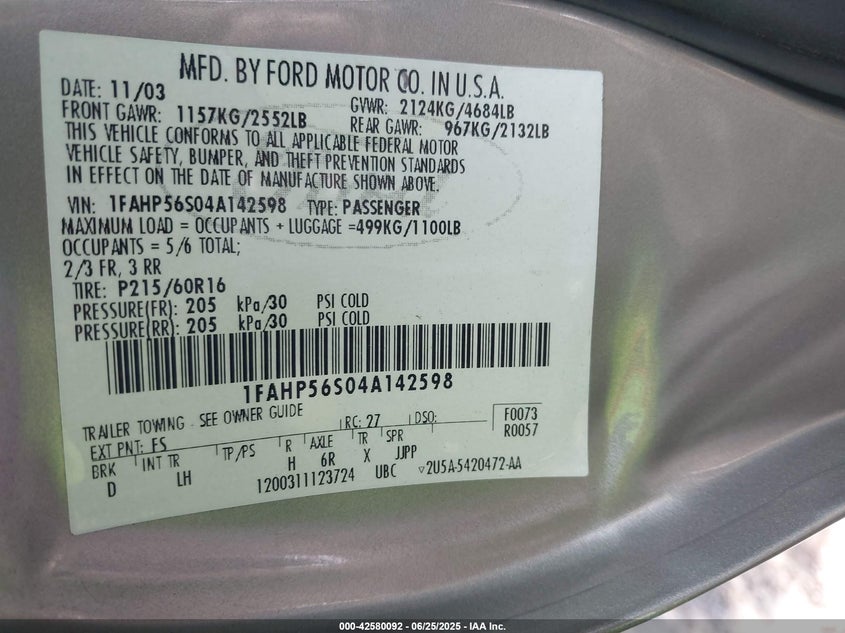 MFD. BY FORD MOTOR CO. IN U.S.A.
DATE: 11/03 GVWR: 2124KG/4684LB
FRONT GAWR: 1157KG/2552LB REAR GAWR: 967KG/2132LB
THIS VEHICLE CONFORMS TO ALL APPLICABLE FEDERAL MOTOR
VEHICLE SAFETY, BUMPER, AND THEFT PREVENTION STANDARDS
IN EFFECT ON THE DATE OF MANUFACTURE SHOWN ABOVE.
VIN: 1FAHP56S04A142598 TYPE: PASSENGER
MAXIMUM LOAD = OCCUPANTS + LUGGAGE =499KG/1100LB
OCCUPANTS = 5/6 TOTAL;
2/3 FR, 3 RR
TIRE: P215/60R16
PRESSURE(FR): 205 kPa/30 PSI COLD
PRESSURE(RR): 205 kPa/30 PSI COLD
1FAHP56S04A142598
TRAILER TOWING - SEE OWNER GUIDE
EXT PNT: FS RC: 27 DSO: F0073
R0057
BRK INT TR TP/PS R AXLE TR SPR
D LH H 6R X JJPP
1200311123724 UBC ▽2U5A-5420472-AA
000-42580092 - 06/25/2025 - IAA Inc.